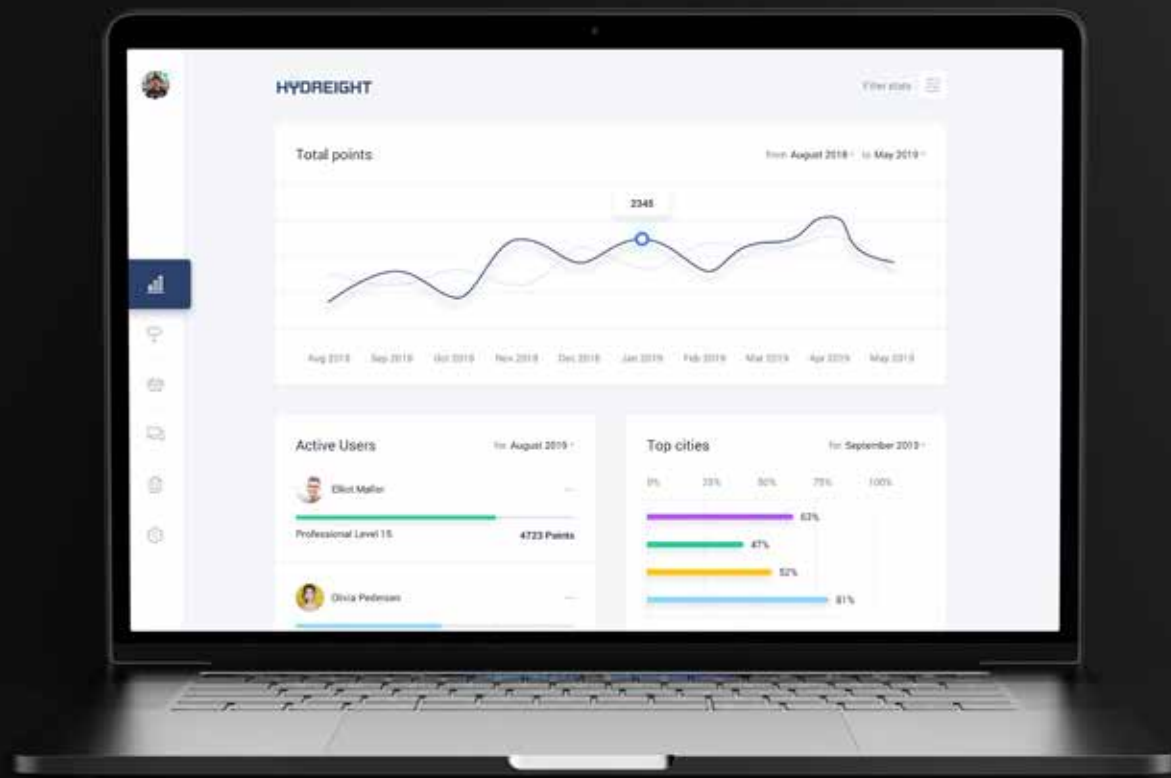 HYDREIGHT
Filter stats
Total points
from August 2018 to May 2019
2345
Aug 2018 Sep 2018 Oct 2018 Nov 2018 Dec 2018 Jan 2019 Feb 2019 Mar 2019 Apr 2019 May 2019
Active Users
for August 2019
Top cities
for September 2019
Elliot Møller
0% 25% 50% 75% 100%
63%
Professional Level 15
4723 Points
47%
52%
Olivia Pedersen
81%